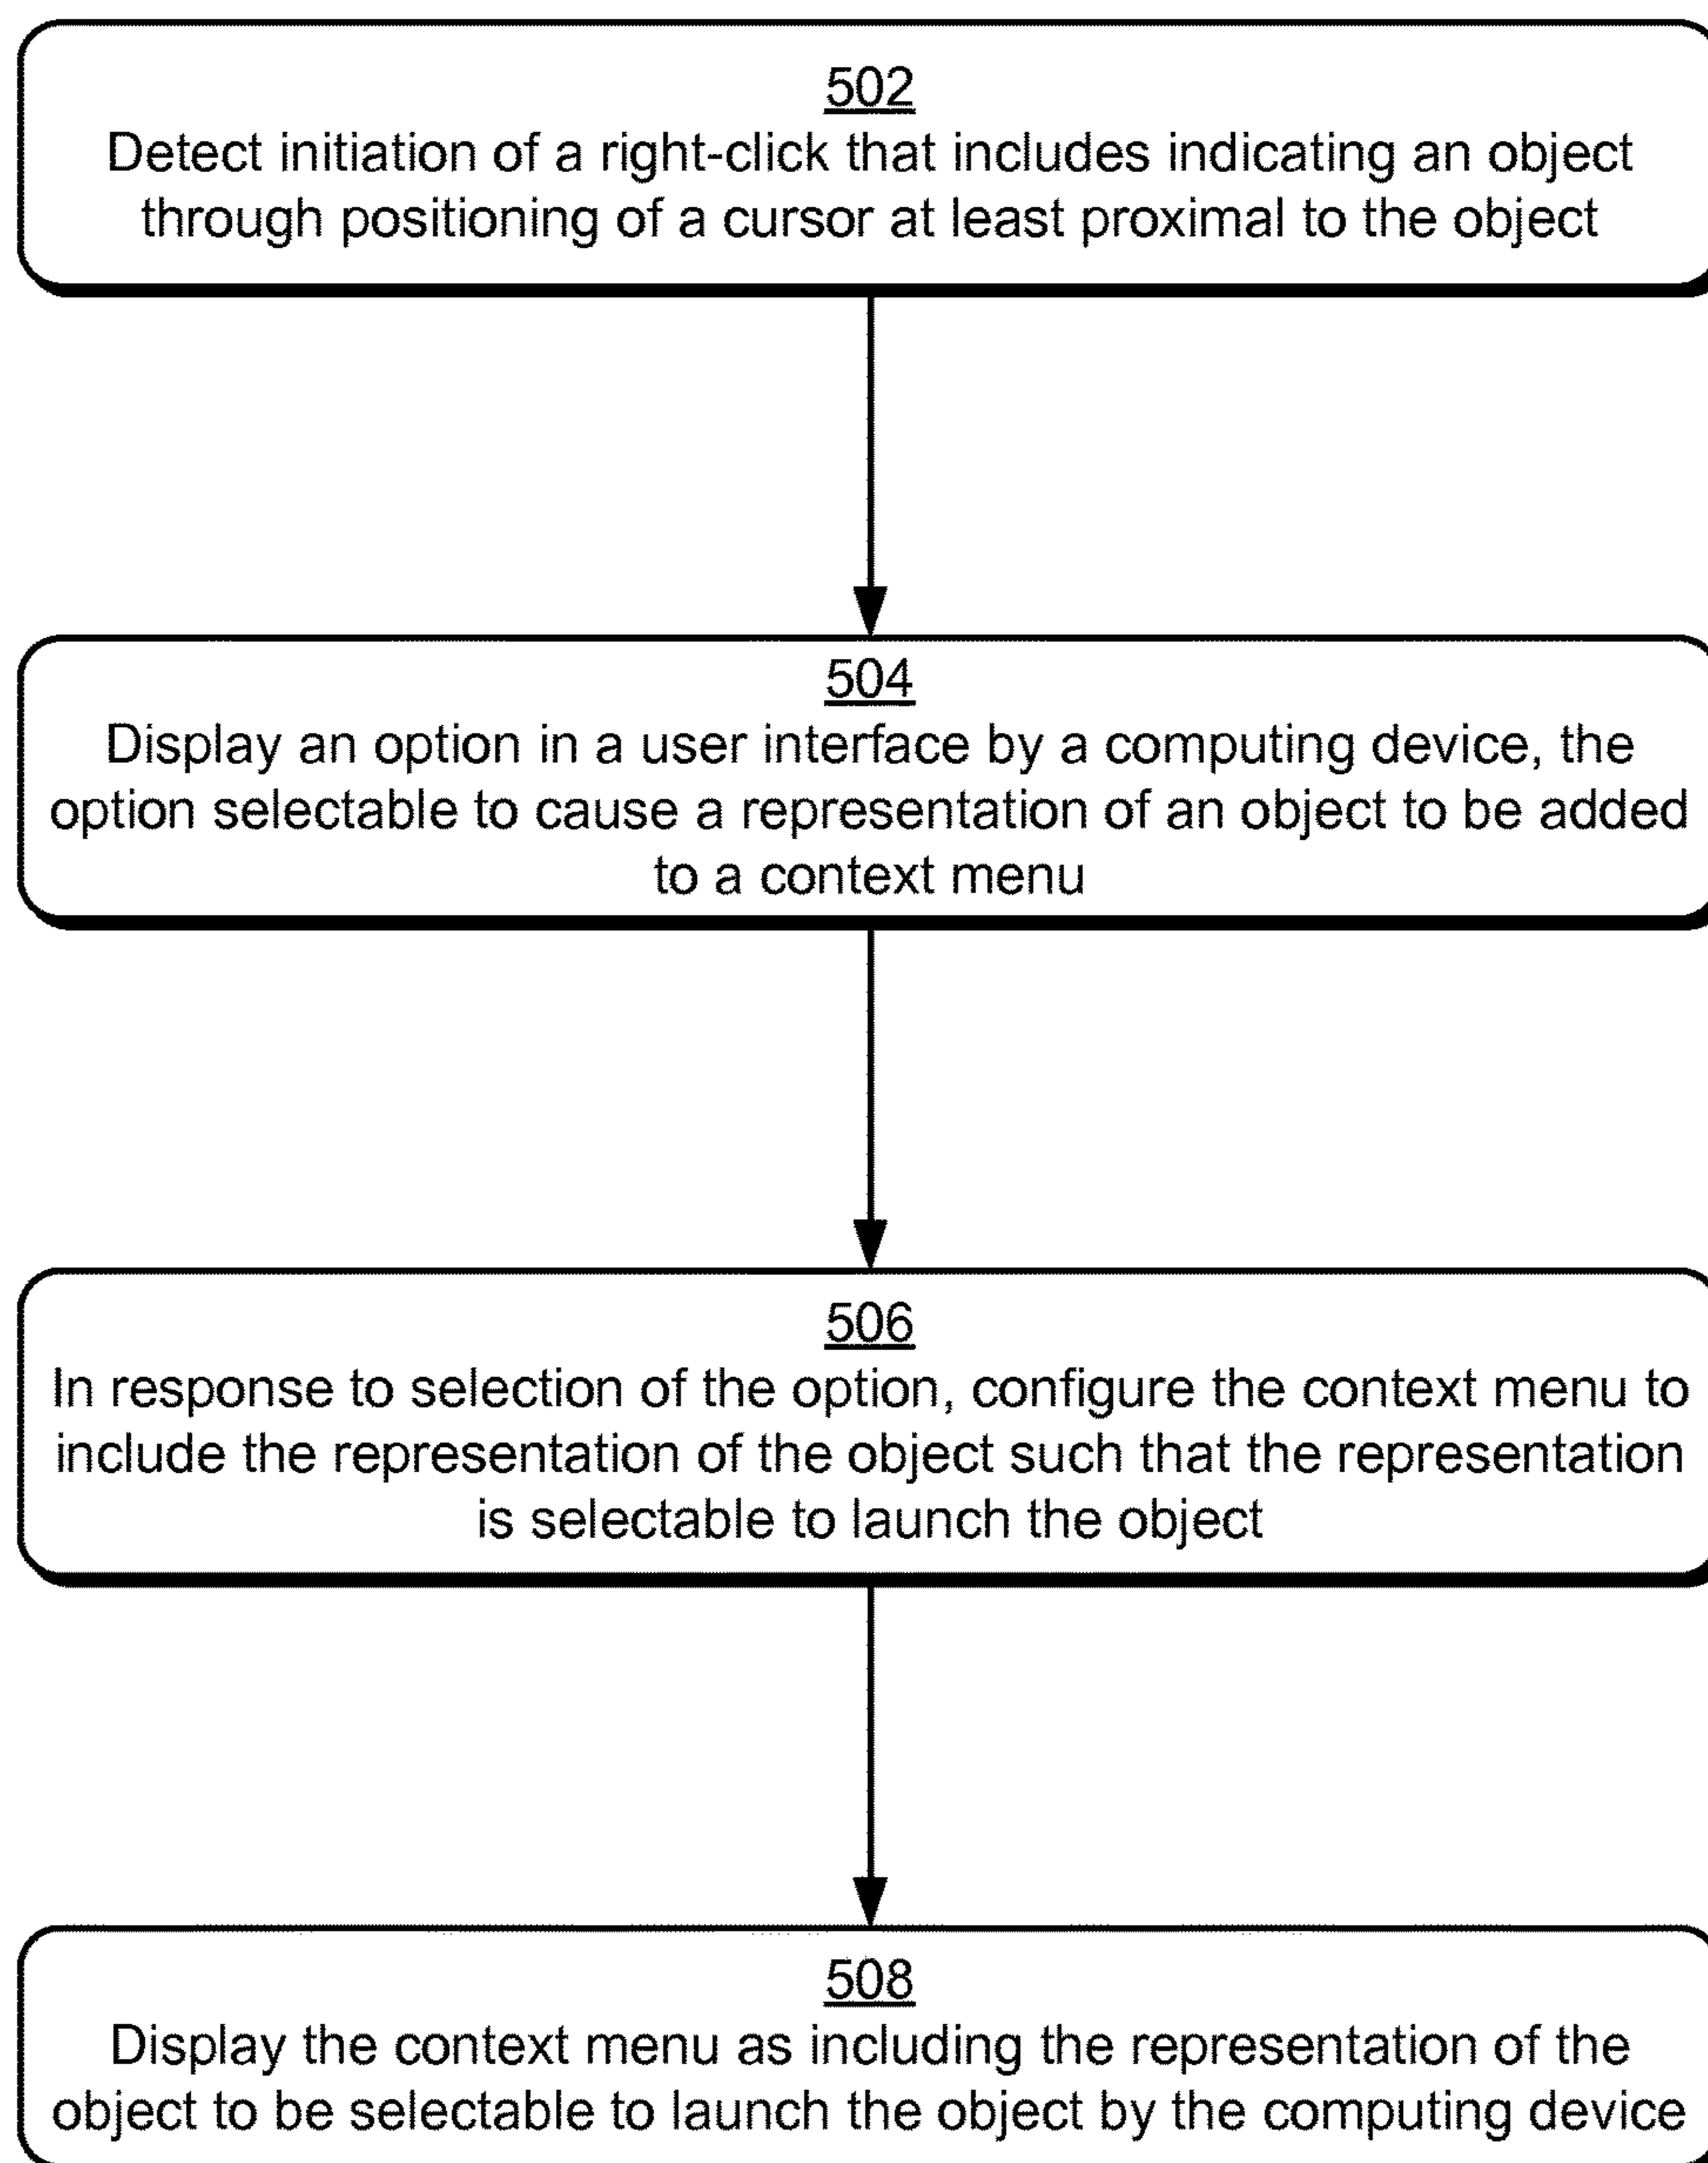 502
Detect initiation of a right-click that includes indicating an object
through positioning of a cursor at least proximal to the object
504
Display an option in a user interface by a computing device, the
option selectable to cause a representation of an object to be added
to a context menu
506
In response to selection of the option, configure the context menu to
include the representation of the object such that the representation
is selectable to launch the object
508
Display the context menu as including the representation of the
object to be selectable to launch the object by the computing device